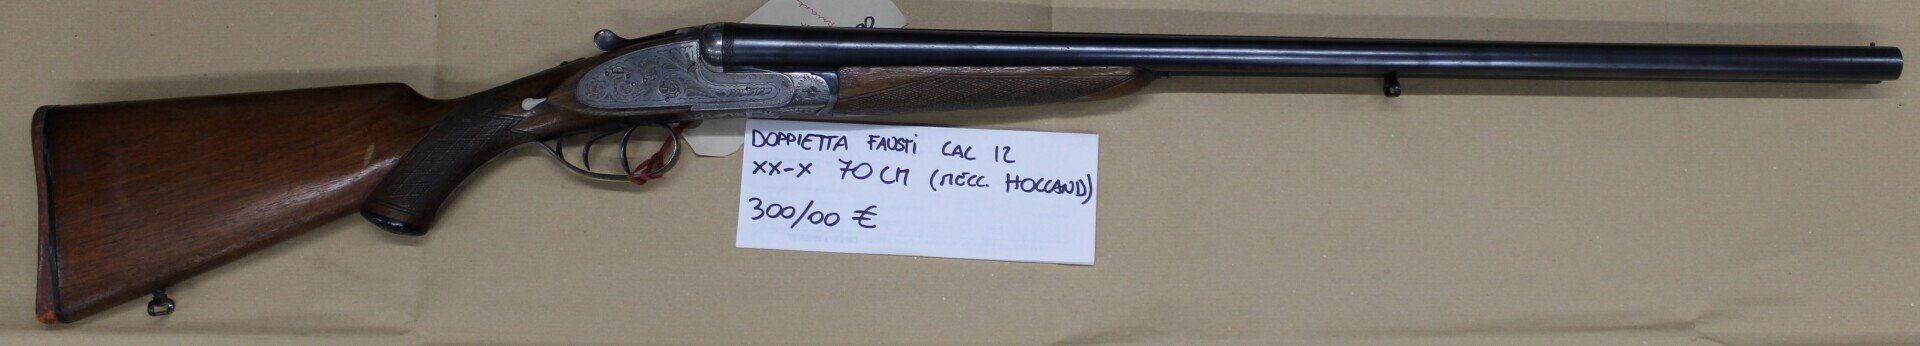 DOPPIETTA FAUSTI CAL 12
XX-X 70 CM (MECC. HOLLAND)
300/00 €